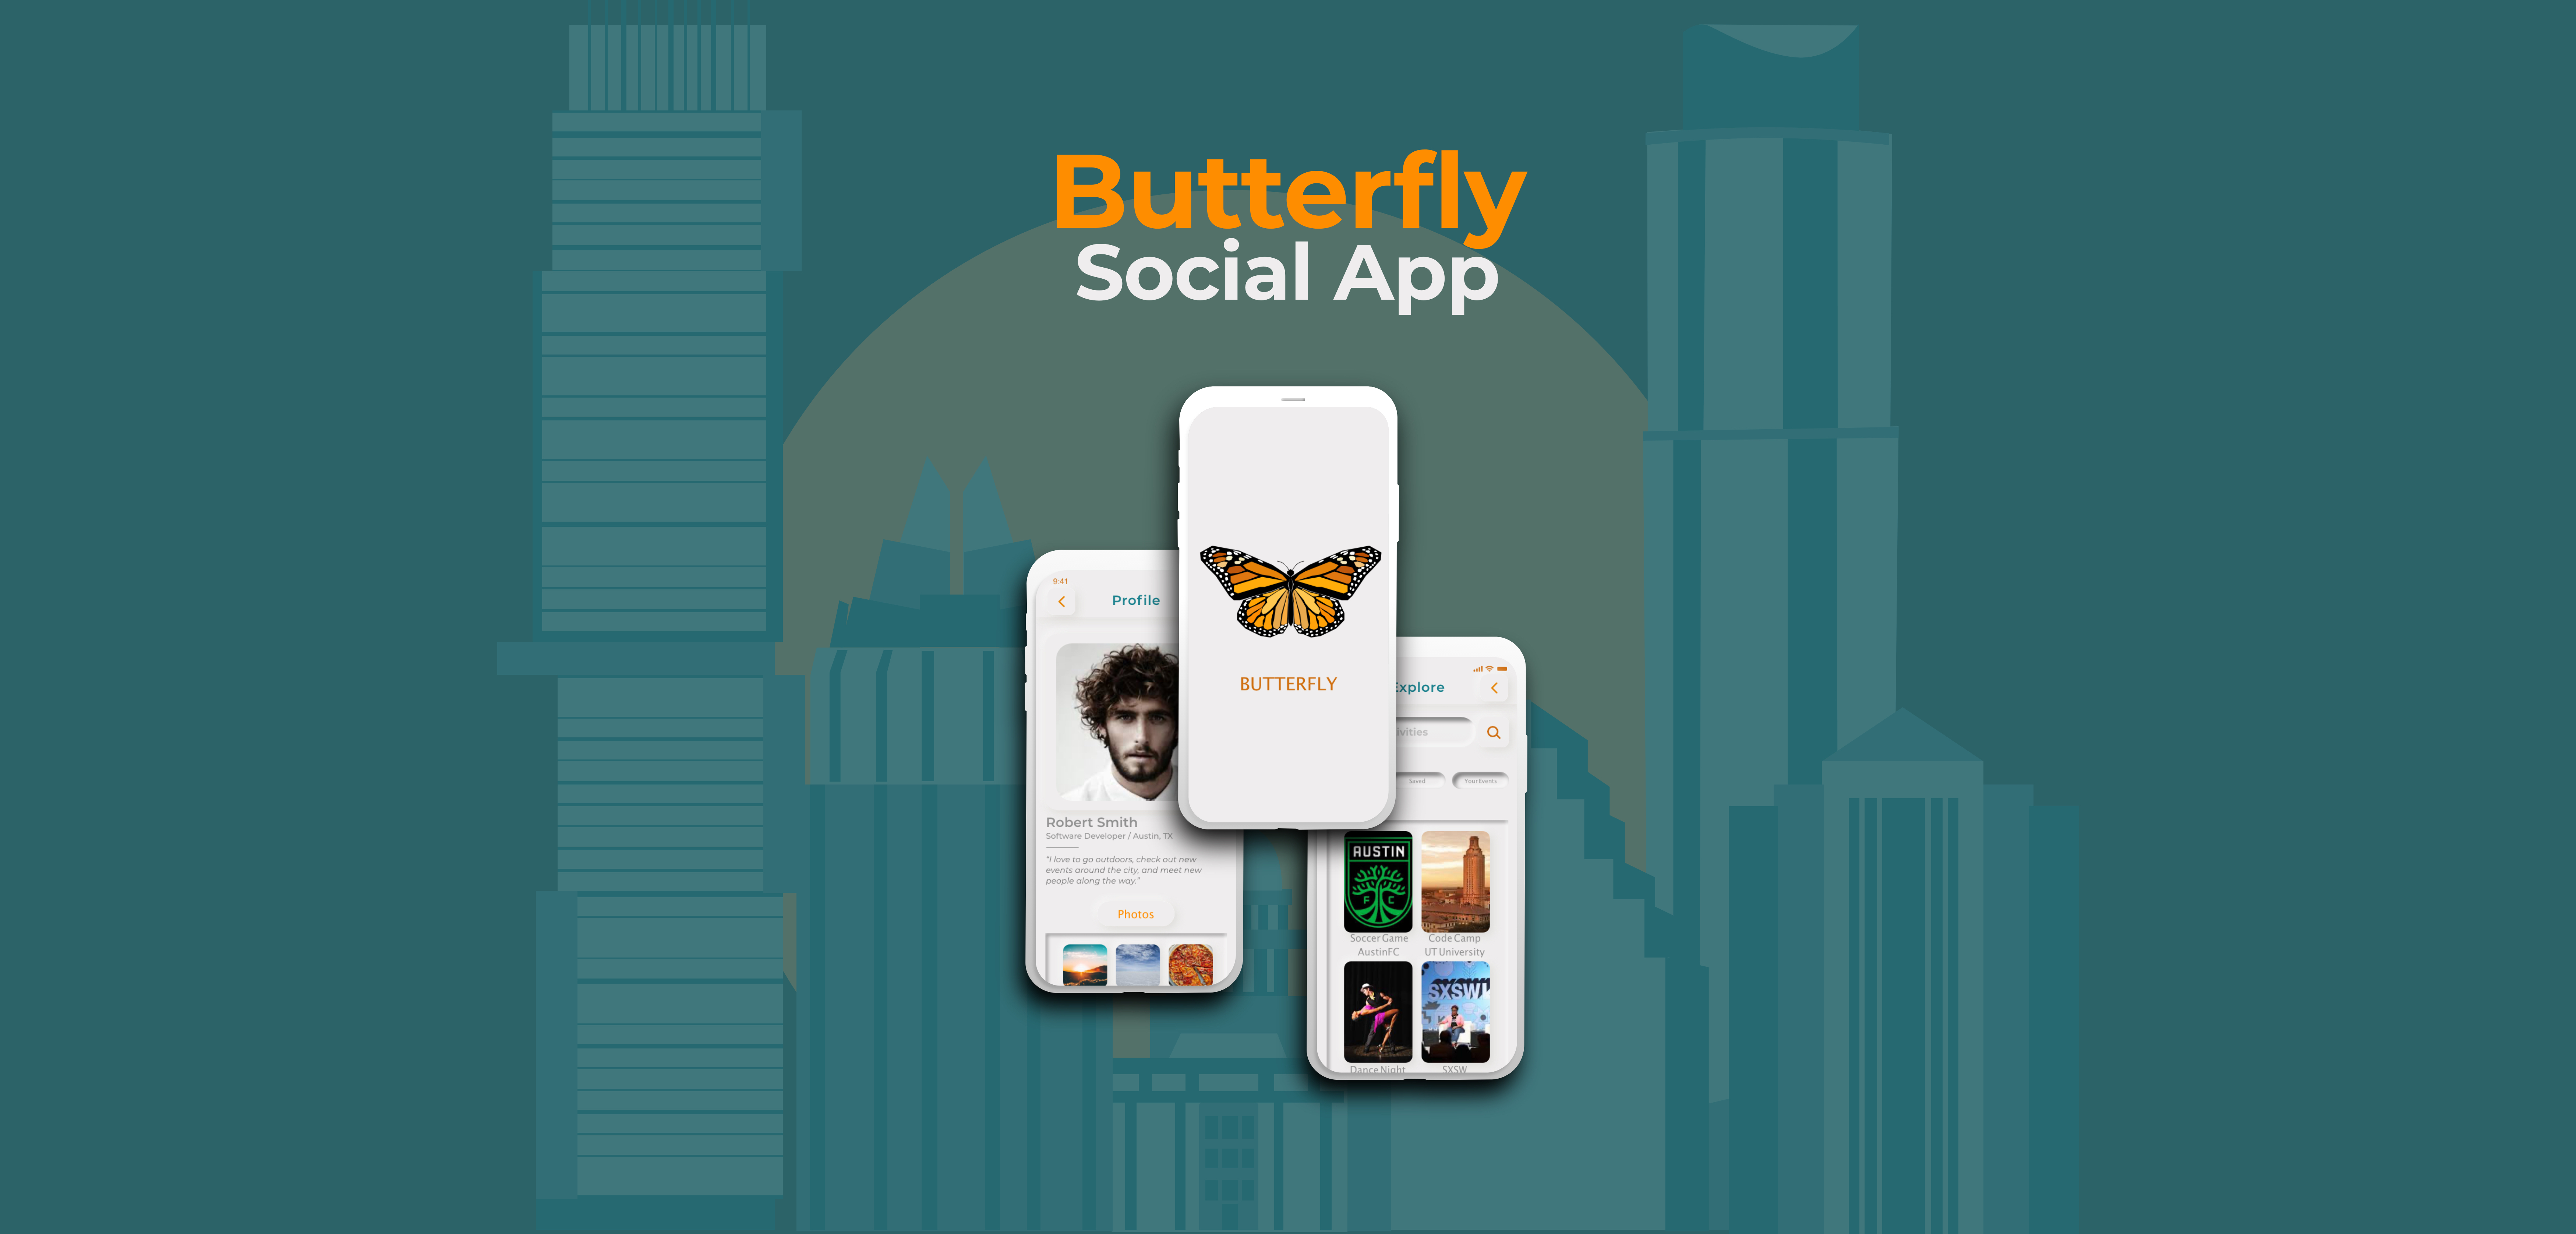 Butterfly
Social App
9:41
Profile
Robert Smith
Software Developer / Austin, TX
"I love to go outdoors, check out new
events around the city, and meet new
people along the way."
Photos
BUTTERFLY
Explore
Saved
Your Events
AUSTIN
FC
Soccer Game
AustinFC
Code Camp
UT University
SXSW
Dance Night
SXSW